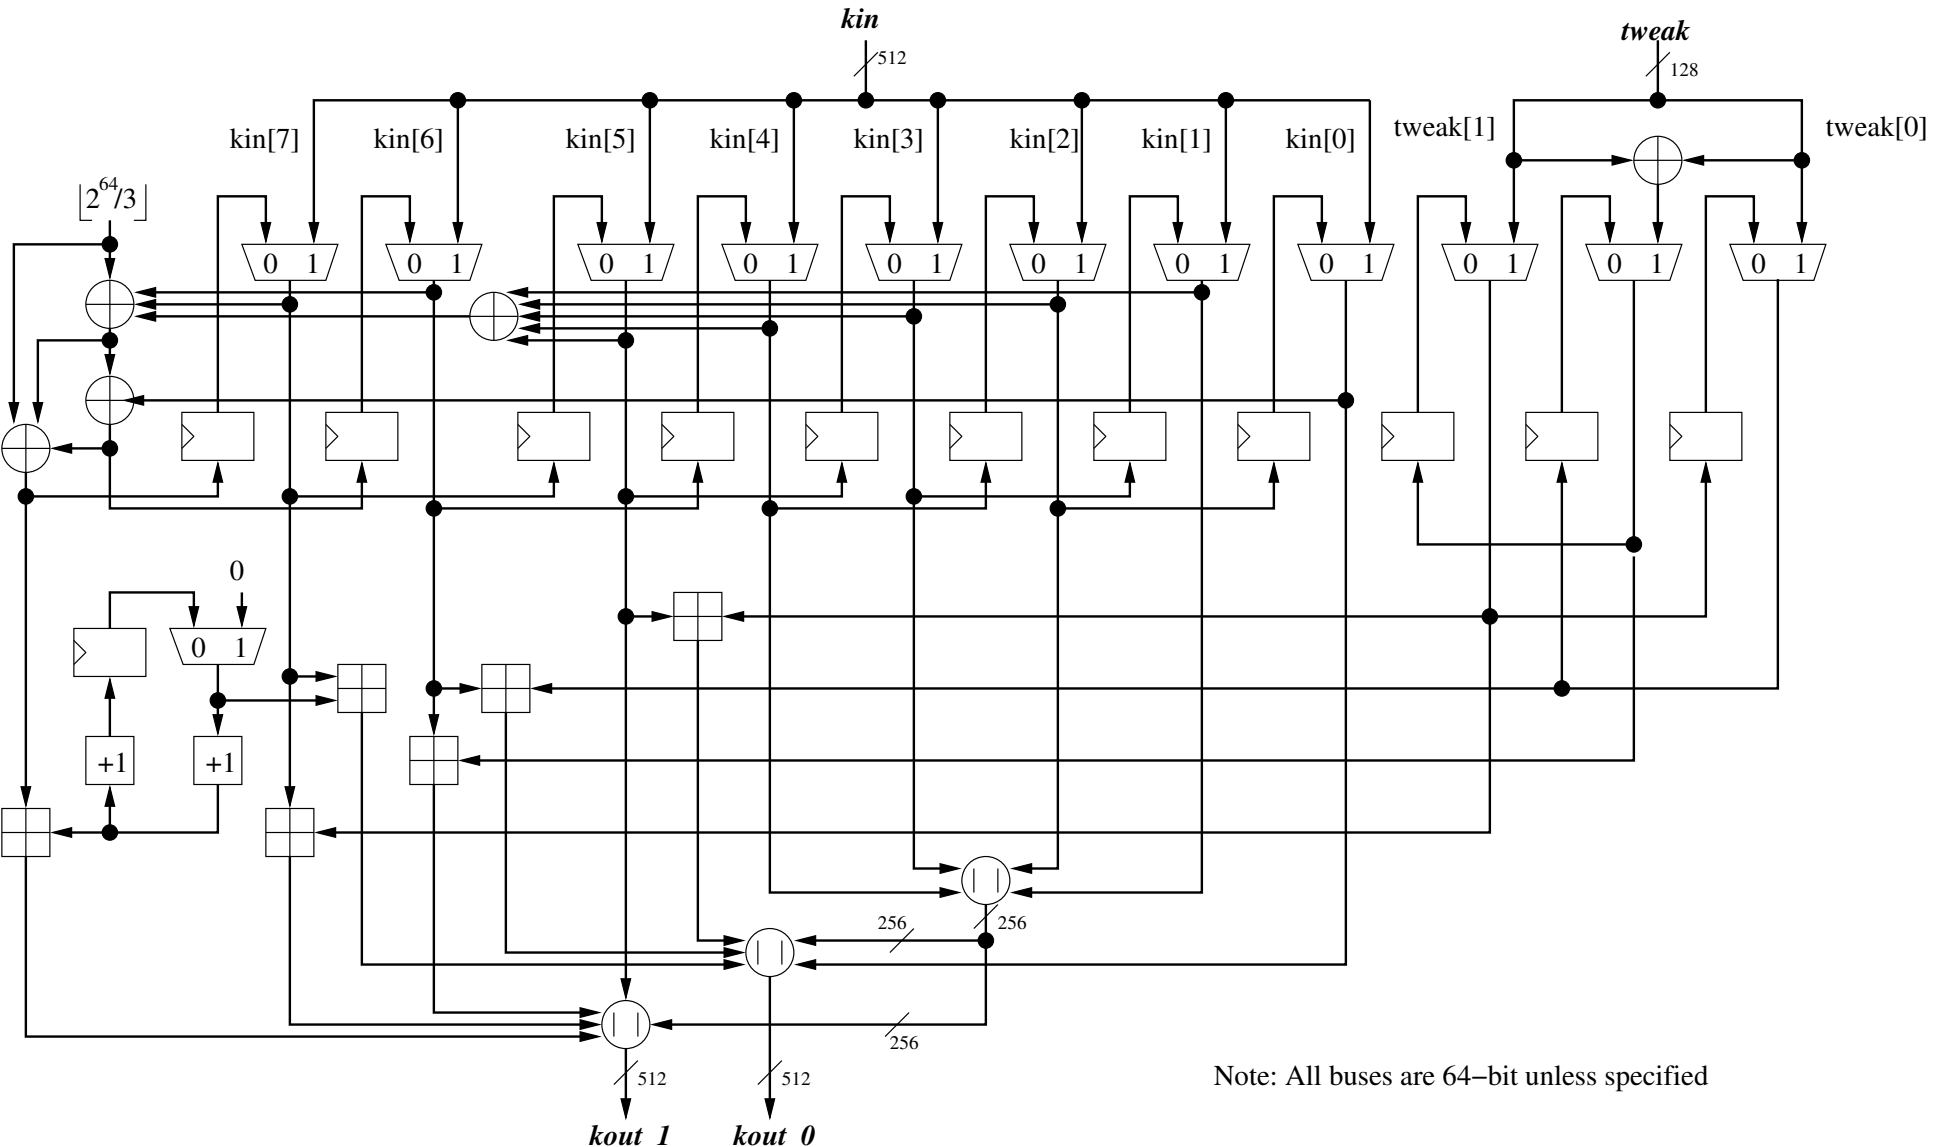 kin
tweak
512
128
kin[7] kin[6] kin[5] kin[4] kin[3] kin[2] kin[1] kin[0] tweak[1] tweak[0]
⌊2^64/3⌋
0 1 0 1 0 1 0 1 0 1 0 1 0 1 0 1 0 1 0 1 0 1
0
0 1
+1 +1
256 256
256
512 512
Note: All buses are 64−bit unless specified
kout_1 kout_0